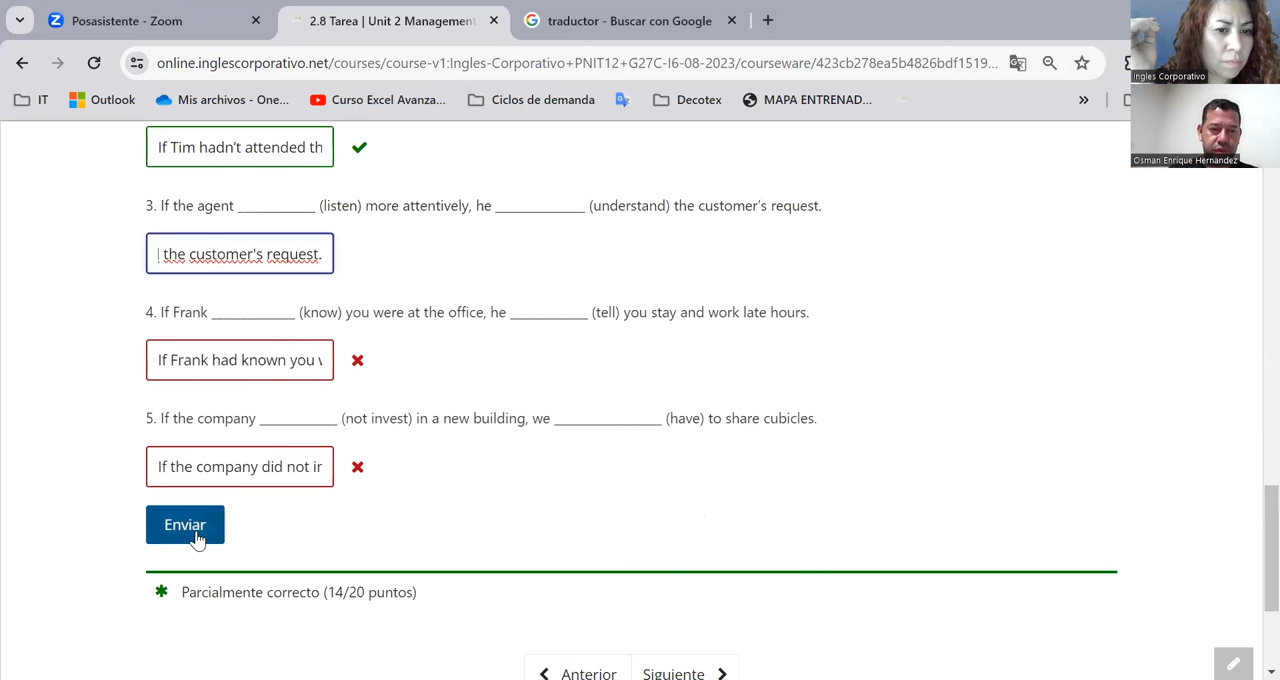 Posasistente - Zoom
2.8 Tarea | Unit 2 Management
traductor - Buscar con Google
online.inglescorporativo.net/courses/course-v1:Ingles-Corporativo+PNIT12+G27C-I6-08-2023/courseware/423cb278ea5b4826bdf1519...
IT
Outlook
Mis archivos - One...
Curso Excel Avanza...
Ciclos de demanda
Decotex
MAPA ENTRENAD...
»
Ingles Corporativo
Osman Enrique Hernandez
If Tim hadn't attended th
3. If the agent ___________ (listen) more attentively, he _____________ (understand) the customer's request.
the customer's request.
4. If Frank ____________ (know) you were at the office, he ___________ (tell) you stay and work late hours.
If Frank had known you
5. If the company ___________ (not invest) in a new building, we _______________ (have) to share cubicles.
If the company did not ir
Enviar
Parcialmente correcto (14/20 puntos)
Anterior
Siguiente